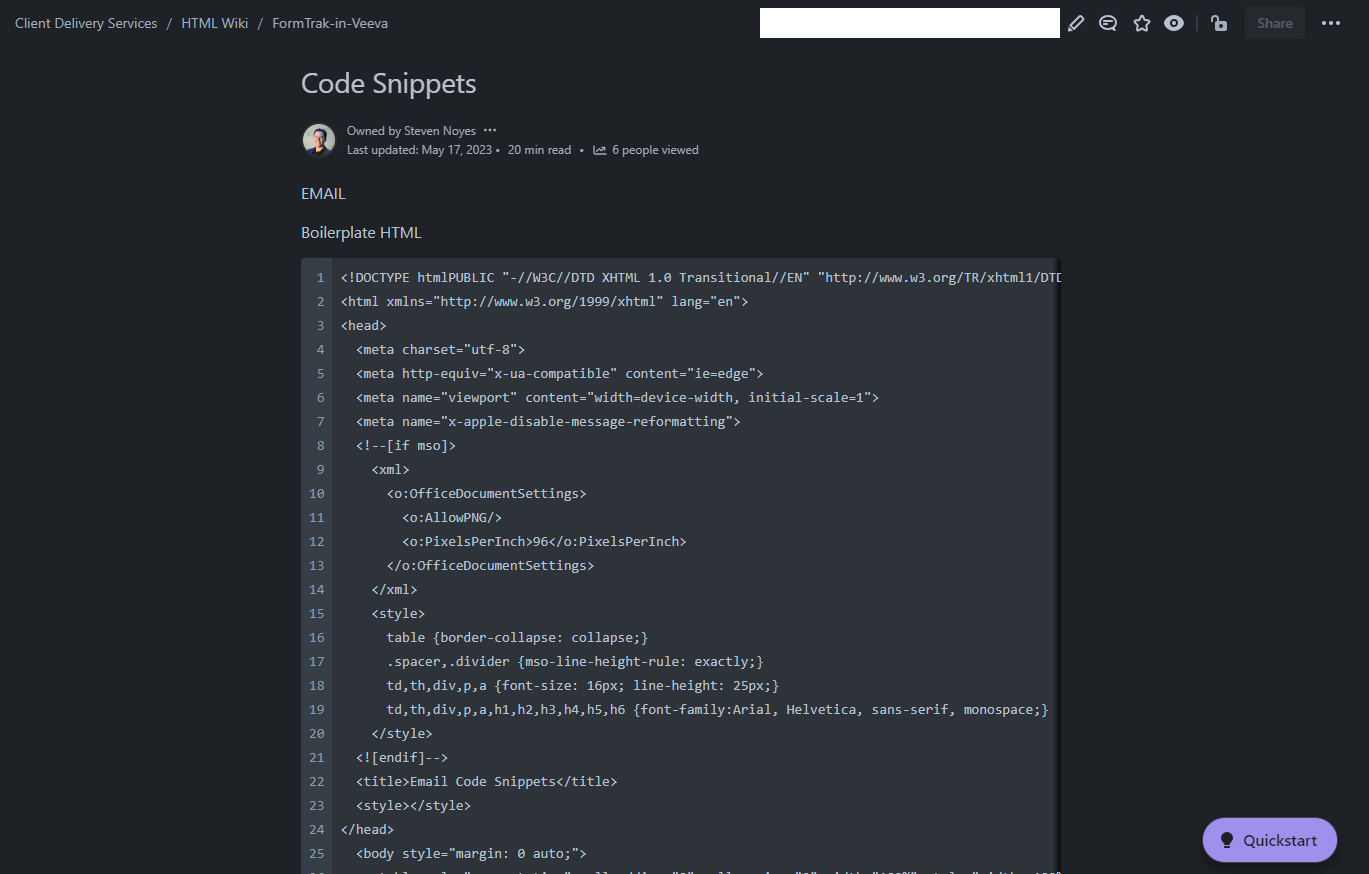 Client Delivery Services / HTML Wiki / FormTrak-in-Veeva
Share
Code Snippets
Owned by Steven Noyes
Last updated: May 17, 2023 • 20 min read • 6 people viewed
EMAIL
Boilerplate HTML
1 <!DOCTYPE htmlPUBLIC "-//W3C//DTD XHTML 1.0 Transitional//EN" "http://www.w3.org/TR/xhtml1/DTD
2 <html xmlns="http://www.w3.org/1999/xhtml" lang="en">
3 <head>
4 <meta charset="utf-8">
5 <meta http-equiv="x-ua-compatible" content="ie=edge">
6 <meta name="viewport" content="width=device-width, initial-scale=1">
7 <meta name="x-apple-disable-message-reformatting">
8 <!--[if mso]>
9 <xml>
10 <o:OfficeDocumentSettings>
11 <o:AllowPNG/>
12 <o:PixelsPerInch>96</o:PixelsPerInch>
13 </o:OfficeDocumentSettings>
14 </xml>
15 <style>
16 table {border-collapse: collapse;}
17 .spacer,.divider {mso-line-height-rule: exactly;}
18 td,th,div,p,a {font-size: 16px; line-height: 25px;}
19 td,th,div,p,a,h1,h2,h3,h4,h5,h6 {font-family:Arial, Helvetica, sans-serif, monospace;}
20 </style>
21 <![endif]-->
22 <title>Email Code Snippets</title>
23 <style></style>
24 </head>
25 <body style="margin: 0 auto;">
Quickstart